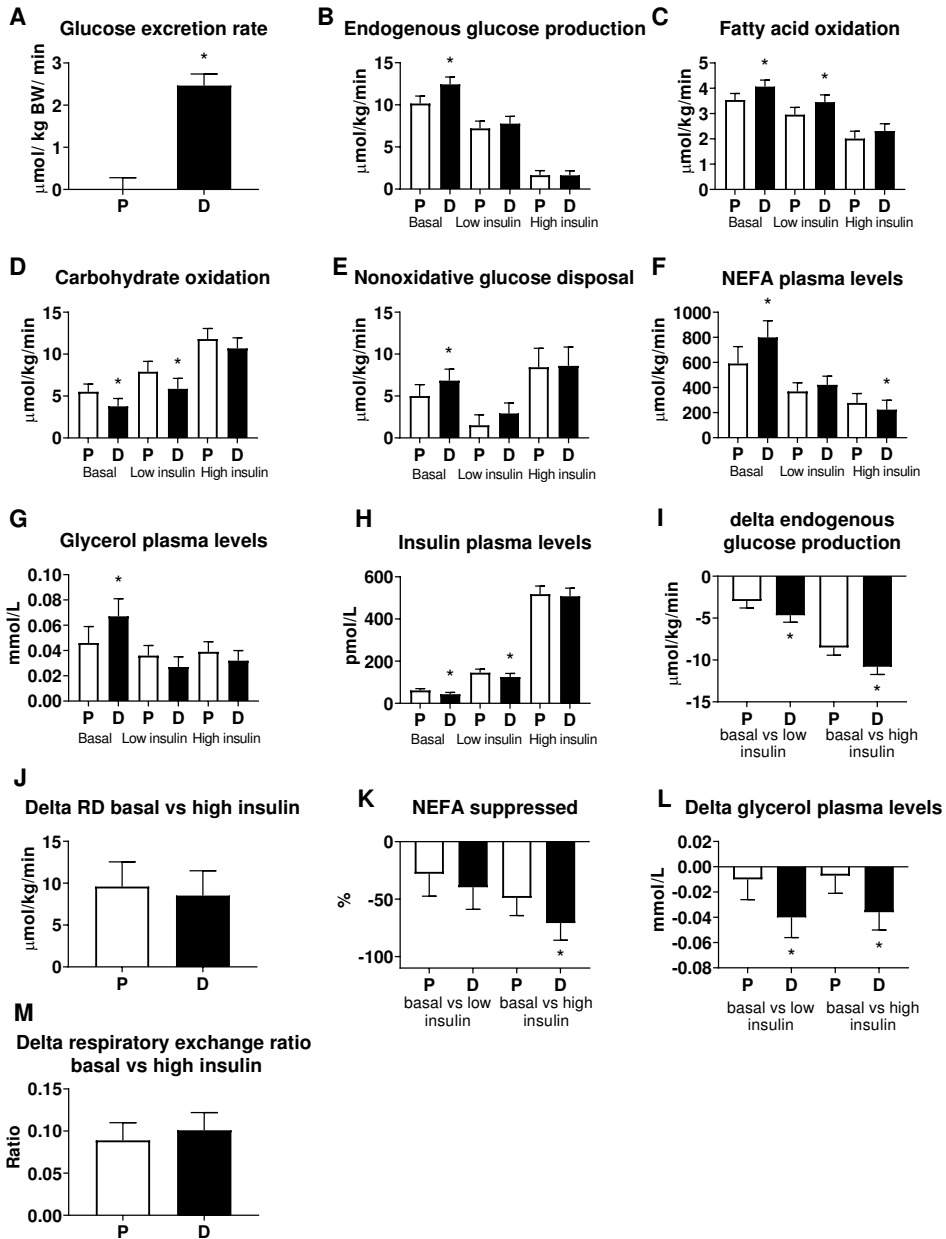 A
Glucose excretion rate
μmol/ kg BW/ min
3
2
1
0
*
P D
B
Endogenous glucose production
μmol/kg/min
15
10
5
0
*
P D P D P D
Basal Low insulin High insulin
C
Fatty acid oxidation
μmol/kg/min
5
4
3
2
1
0
* *
P D P D P D
Basal Low insulin High insulin
D
Carbohydrate oxidation
μmol/kg/min
15
10
5
0
* *
P D P D P D
Basal Low insulin High insulin
E
Nonoxidative glucose disposal
μmol/kg/min
15
10
5
0
*
P D P D P D
Basal Low insulin High insulin
F
NEFA plasma levels
μmol/kg/min
1000
800
600
400
200
0
* *
P D P D P D
Basal Low insulin High insulin
G
Glycerol plasma levels
mmol/L
0.10
0.08
0.06
0.04
0.02
0.00
*
P D P D P D
Basal Low insulin High insulin
H
Insulin plasma levels
pmol/L
600
400
200
0
* *
P D P D P D
Basal Low insulin High insulin
I
delta endogenous
glucose production
μmol/kg/min
0
-5
-10
-15
* *
P D P D
basal vs low basal vs high
insulin insulin
J
Delta RD basal vs high insulin
μmol/kg/min
15
10
5
0
P D
K
NEFA suppressed
%
0
-50
-100
*
P D P D
basal vs low basal vs high
insulin insulin
L
Delta glycerol plasma levels
mmol/L
0.02
0.00
-0.02
-0.04
-0.06
-0.08
* *
P D P D
basal vs low basal vs high
insulin insulin
M
Delta respiratory exchange ratio
basal vs high insulin
Ratio
0.15
0.10
0.05
0.00
P D